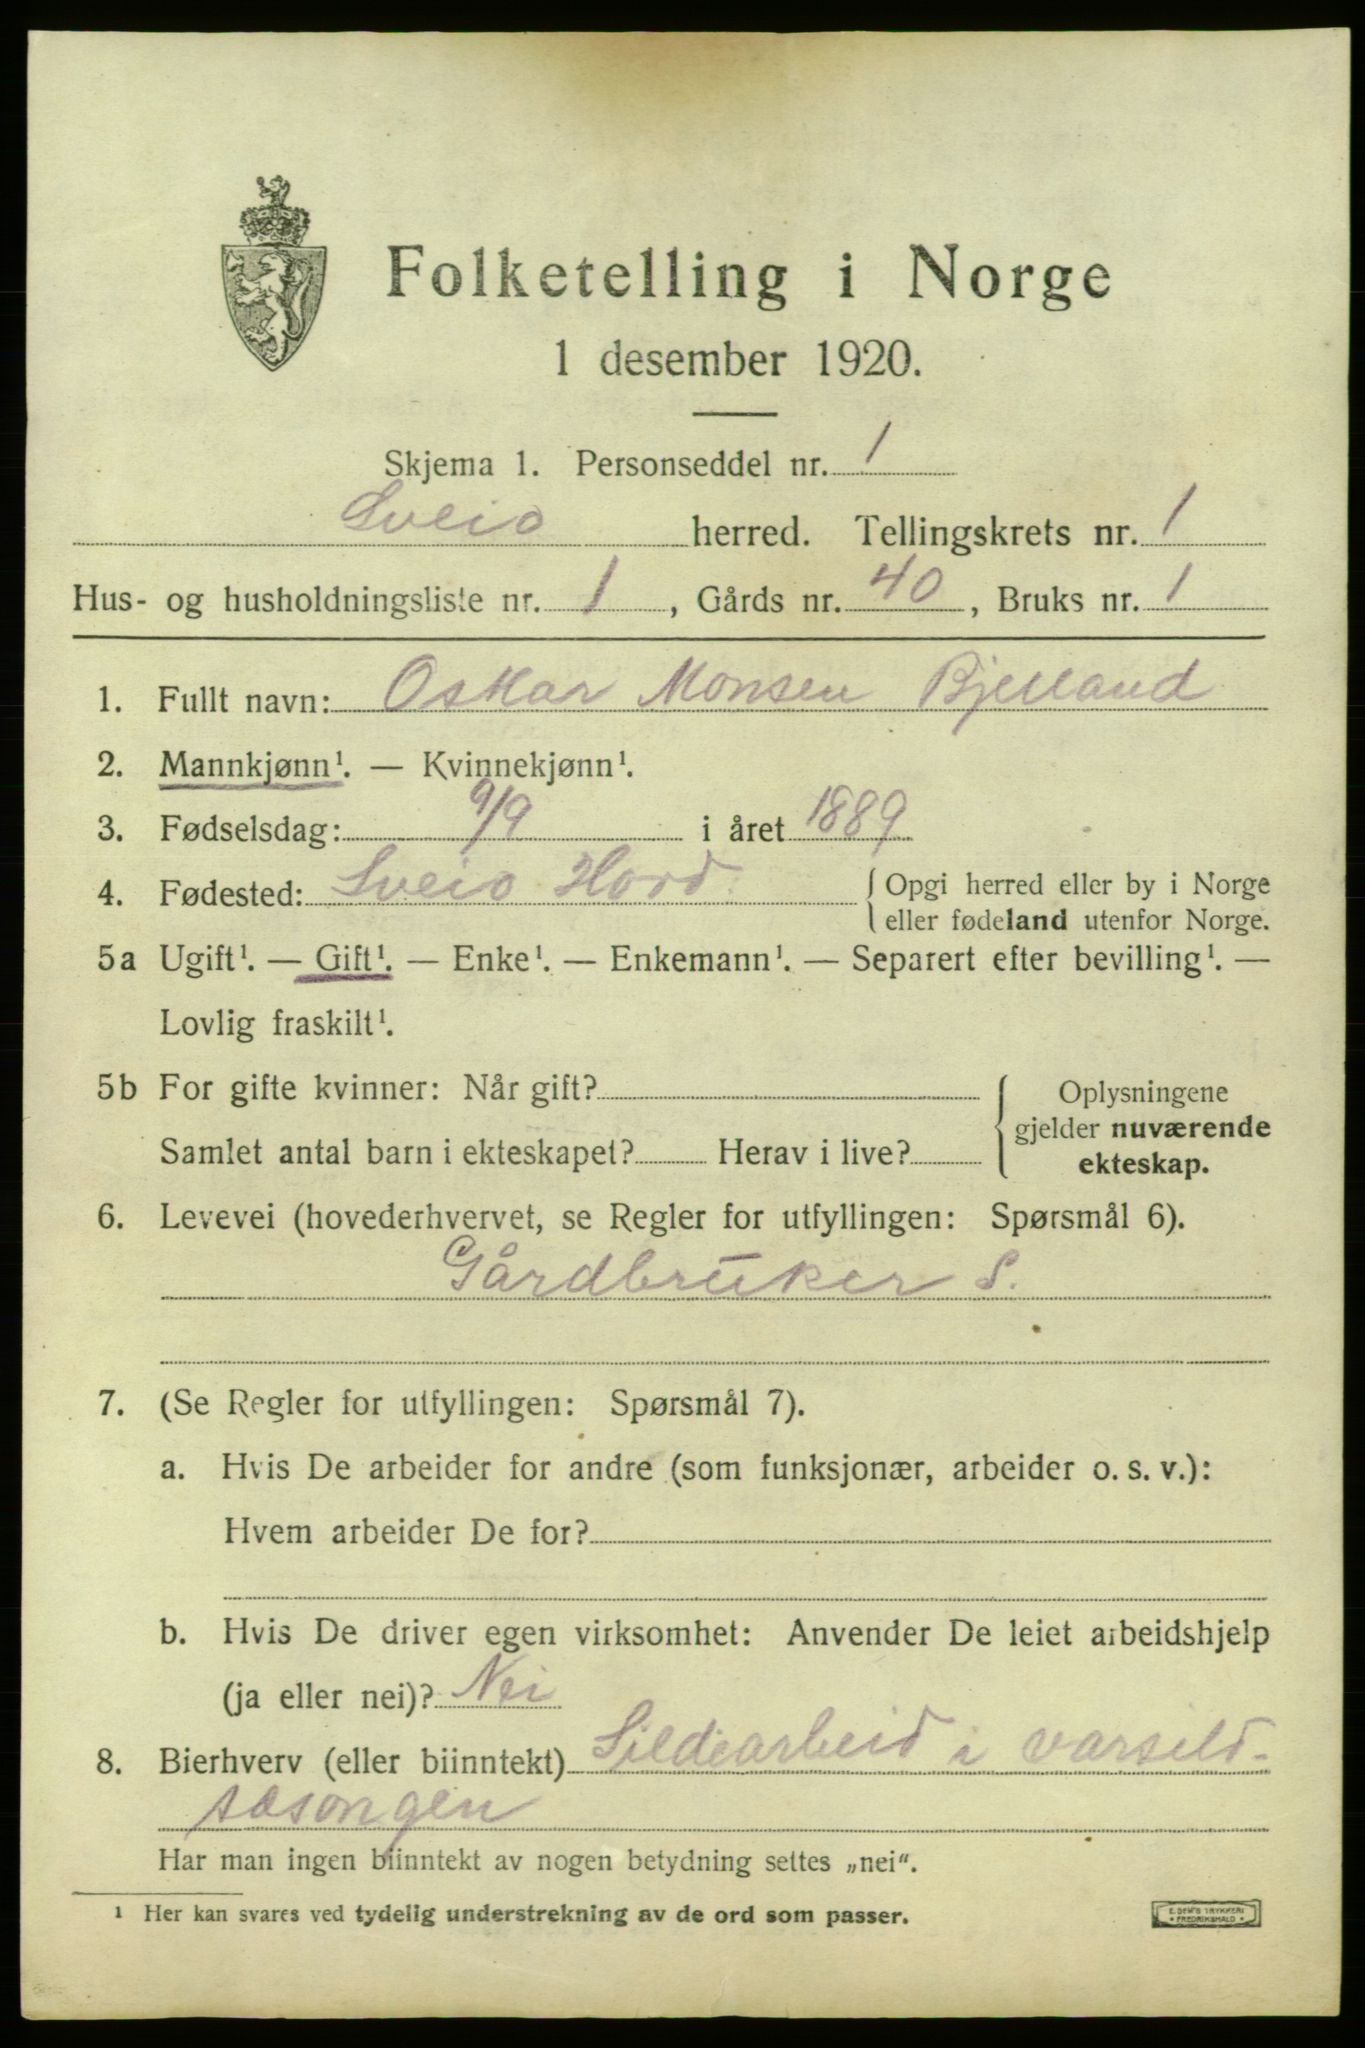 Folketelling i Norge
1 desember 1920.
Skjema 1. Personseddel nr. 1
Sveio herred. Tellingskrets nr. 1
Hus- og husholdningsliste nr. 1, Gårds nr. 40, Bruks nr. 1
1. Fullt navn: Oskar Monsen Bjelland
2. Mannkjønn¹. — Kvinnekjønn¹.
3. Fødselsdag: 9/9 i året 1889
4. Fødested: Sveio Hord { Opgi herred eller by i Norge
eller fødeland utenfor Norge.
5a Ugift¹. — Gift¹. — Enke¹. — Enkemann¹. — Separert efter bevilling¹. —
Lovlig fraskilt¹.
5b For gifte kvinner: Når gift? { Oplysningene
gjelder nuværende
Samlet antal barn i ekteskapet? Herav i live?
ekteskap.
6. Levevei (hovederhvervet, se Regler for utfyllingen: Spørsmål 6).
Gårdbruker S.
7. (Se Regler for utfyllingen: Spørsmål 7).
a. Hvis De arbeider for andre (som funksjonær, arbeider o. s. v.):
Hvem arbeider De for?
b. Hvis De driver egen virksomhet: Anvender De leiet arbeidshjelp
(ja eller nei)? Nei
8. Bierhverv (eller biinntekt) Sildearbeid i varsild-
sæsongen
Har man ingen biinntekt av nogen betydning settes „nei“.
¹ Her kan svares ved tydelig understrekning av de ord som passer.
E. SEM'S TRYKKERI
• FREDRIKSHALD •